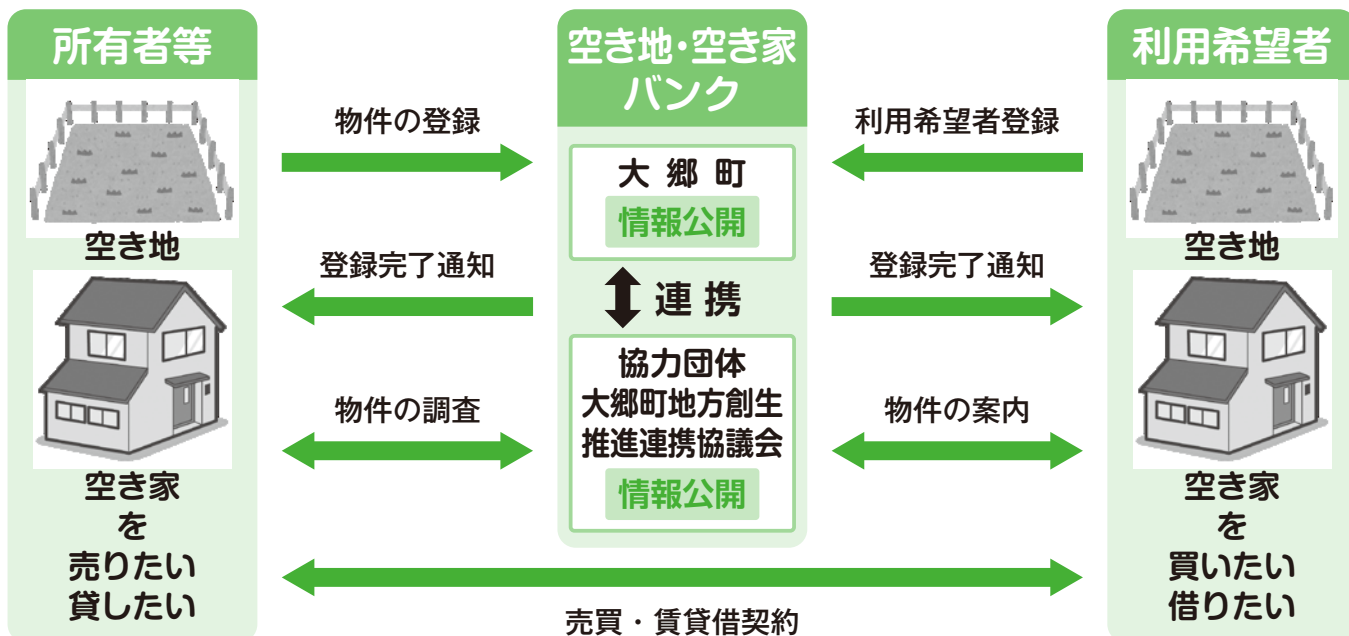 所有者等
空き地
空き家
を
売りたい
貸したい
物件の登録
登録完了通知
物件の調査
空き地・空き家
バンク
大郷町
情報公開
連携
協力団体
大郷町地方創生
推進連携協議会
情報公開
利用希望者登録
登録完了通知
物件の案内
売買・賃貸借契約
利用希望者
空き地
空き家
を
買いたい
借りたい